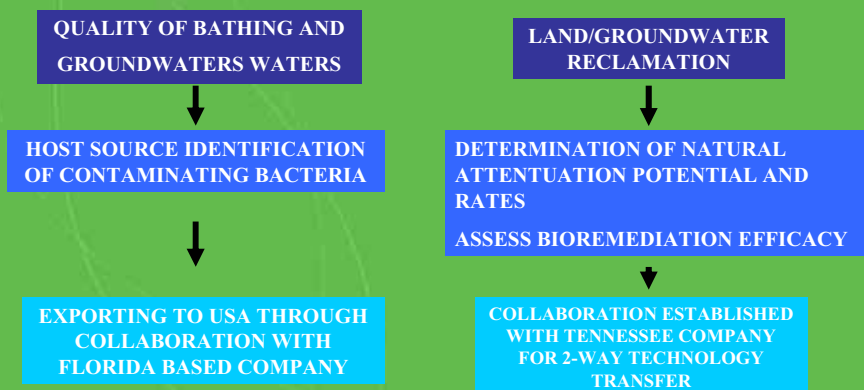 QUALITY OF BATHING AND
GROUNDWATERS WATERS
HOST SOURCE IDENTIFICATION
OF CONTAMINATING BACTERIA
EXPORTING TO USA THROUGH
COLLABORATION WITH
FLORIDA BASED COMPANY
LAND/GROUNDWATER
RECLAMATION
DETERMINATION OF NATURAL
ATTENTUATION POTENTIAL AND
RATES
ASSESS BIOREMEDIATION EFFICACY
COLLABORATION ESTABLISHED
WITH TENNESSEE COMPANY
FOR 2-WAY TECHNOLOGY
TRANSFER